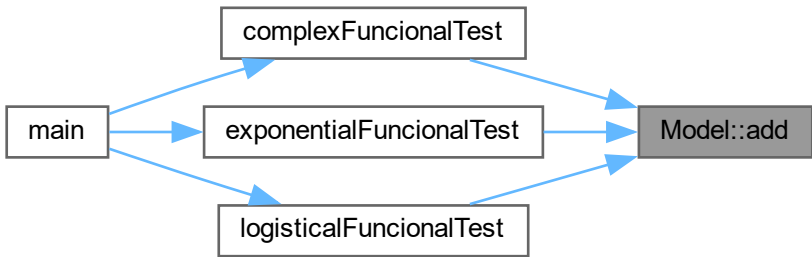 complexFuncionalTest
main
exponentialFuncionalTest
Model::add
logisticalFuncionalTest